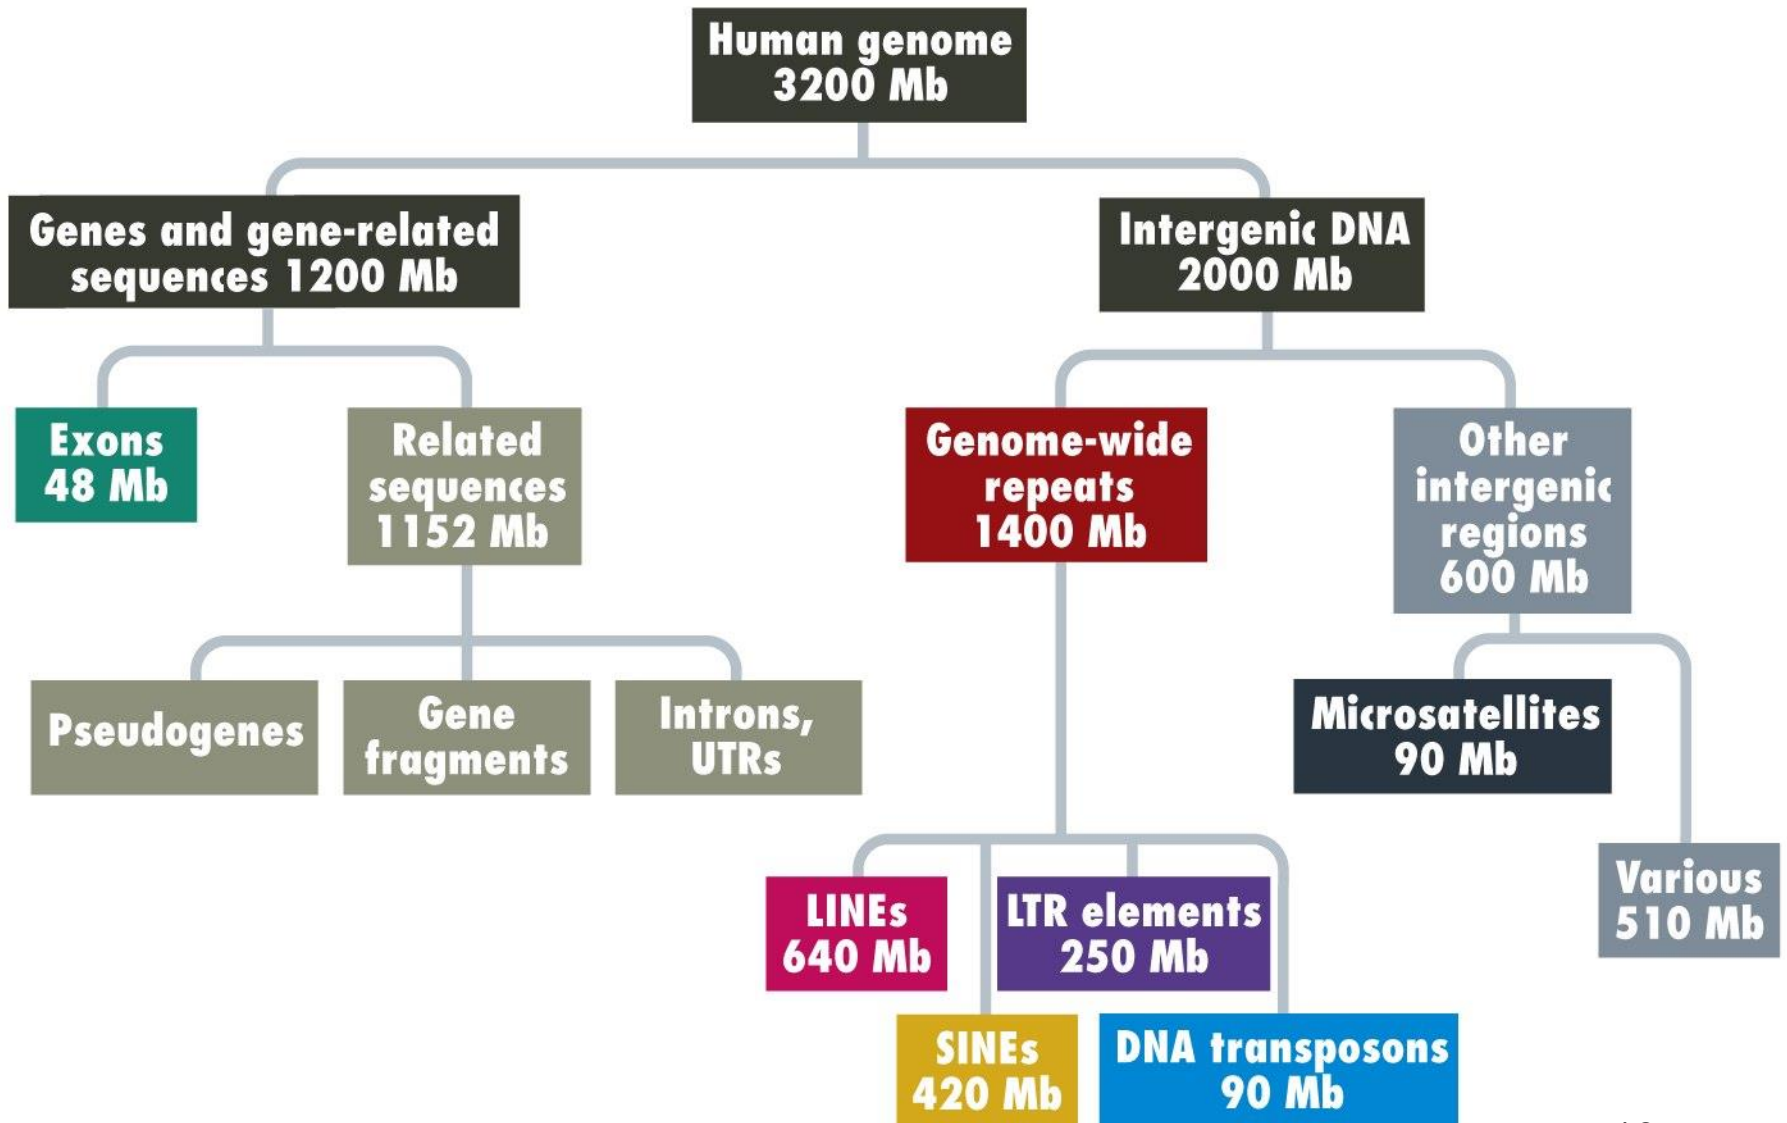 Human genome
3200 Mb
Genes and gene-related
sequences 1200 Mb
Intergenic DNA
2000 Mb
Exons
48 Mb
Related
sequences
1152 Mb
Genome-wide
repeats
1400 Mb
Other
intergenic
regions
600 Mb
Pseudogenes
Gene
fragments
Introns,
UTRs
Microsatellites
90 Mb
LINEs
640 Mb
LTR elements
250 Mb
Various
510 Mb
SINEs
420 Mb
DNA transposons
90 Mb